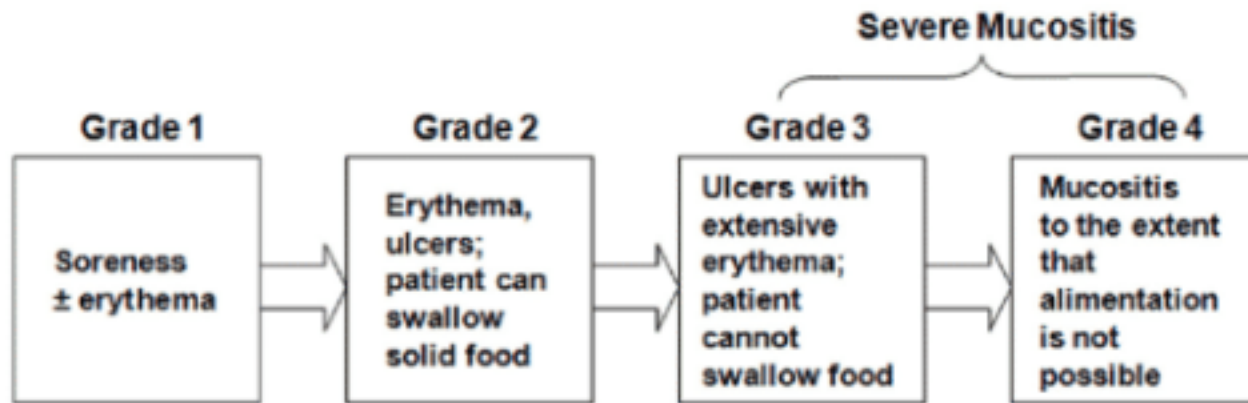 Severe Mucositis
Grade 1
Grade 2
Grade 3
Grade 4
Soreness
± erythema
Erythema,
ulcers;
patient can
swallow
solid food
Ulcers with
extensive
erythema;
patient
cannot
swallow food
Mucositis
to the extent
that
alimentation
is not
possible